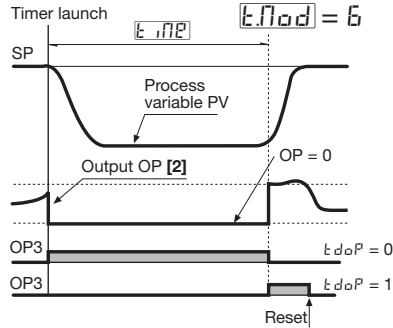 Timer launch
t.iME
t.Mod = 6
SP
Process
variable PV
Output OP [2]
OP = 0
OP3
tdoP = 0
OP3
tdoP = 1
Reset